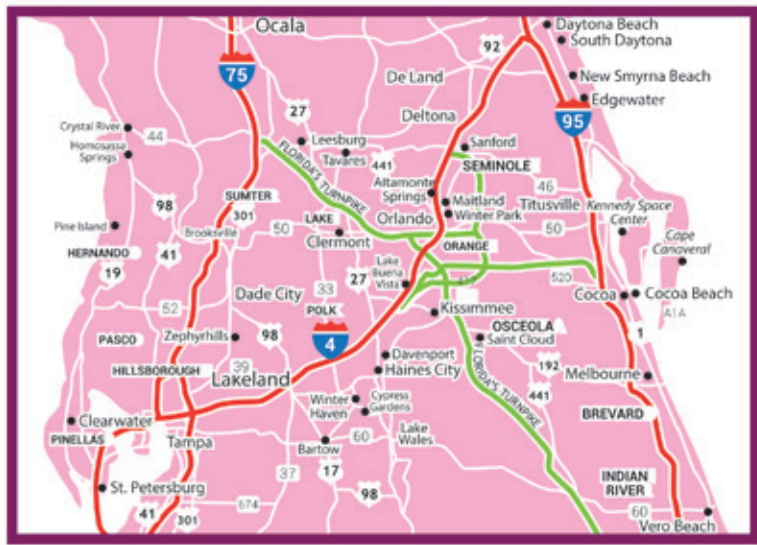 Ocala
Daytona Beach
South Daytona
92
75
De Land
New Smyrna Beach
Edgewater
27
Deltona
95
Crystal River
44
Homosassa
Springs
Leesburg
Tavares
441
Sanford
FLORIDA'S TURNPIKE
SEMINOLE
98
SUMTER
301
Altamonte
Springs
46
Maitland
Winter Park
Titusville
Kennedy Space
Center
Pine Island
Brooksville
50
LAKE
Clermont
Orlando
ORANGE
50
Cape
Canaveral
HERNANDO
19
41
33
27
Lake
Buena
Vista
520
Dade City
Cocoa
Cocoa Beach
52
POLK
Kissimmee
A1A
PASCO
Zephyrhills
98
4
OSCEOLA
Saint Cloud
1
HILLSBOROUGH
39
Lakeland
Davenport
Haines City
FLORIDA'S TURNPIKE
192
441
Melbourne
Clearwater
Winter
Haven
Cypress
Gardens
BREVARD
PINELLAS
Tampa
60
Lake
Wales
Bartow
37
17
98
INDIAN
RIVER
St. Petersburg
41
301
674
60
Vero Beach